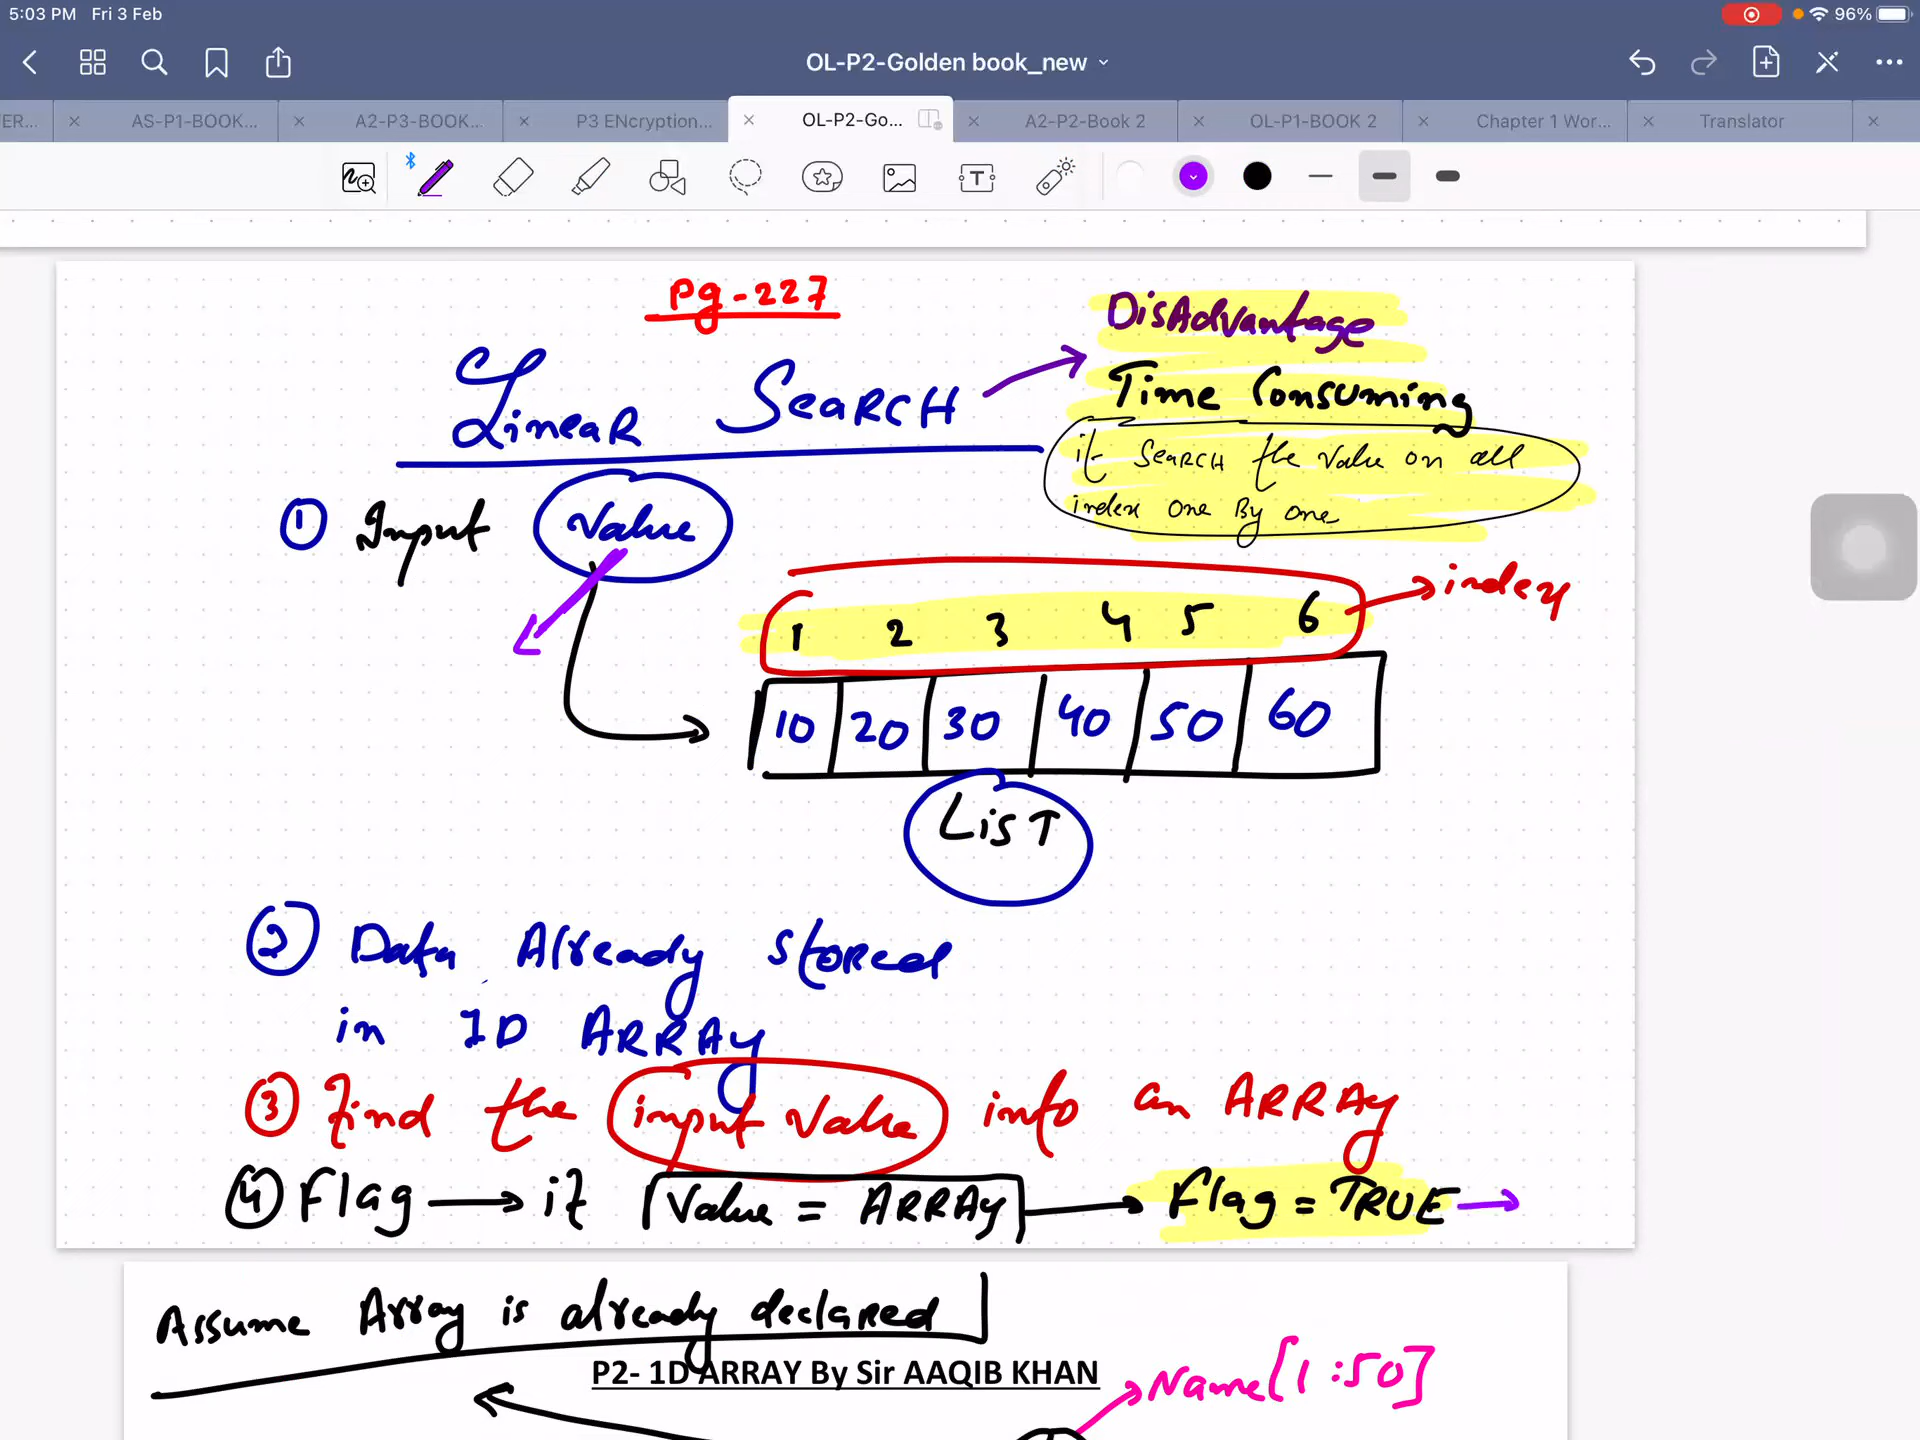 5:03 PM Fri 3 Feb
96%
OL-P2-Golden book_new
ER...
AS-P1-BOOK...
A2-P3-BOOK...
P3 ENcryption...
OL-P2-Go...
A2-P2-Book 2
OL-P1-BOOK 2
Chapter 1 Wor...
Translator
Pg-227
DisAdvantage
Linear Search
Time Consuming
it Search the value on all
index one By one
① Input Value
index
1 2 3 4 5 6
10 20 30 40 50 60
LisT
② Data Already stored
in 1D ARRAy
③ find the input Value into an ARRAy
④ Flag → if Value = ARRAy → Flag = TRUE →
Assume Array is already declared
P2- 1D ARRAY By Sir AAQIB KHAN
Name[1:50]